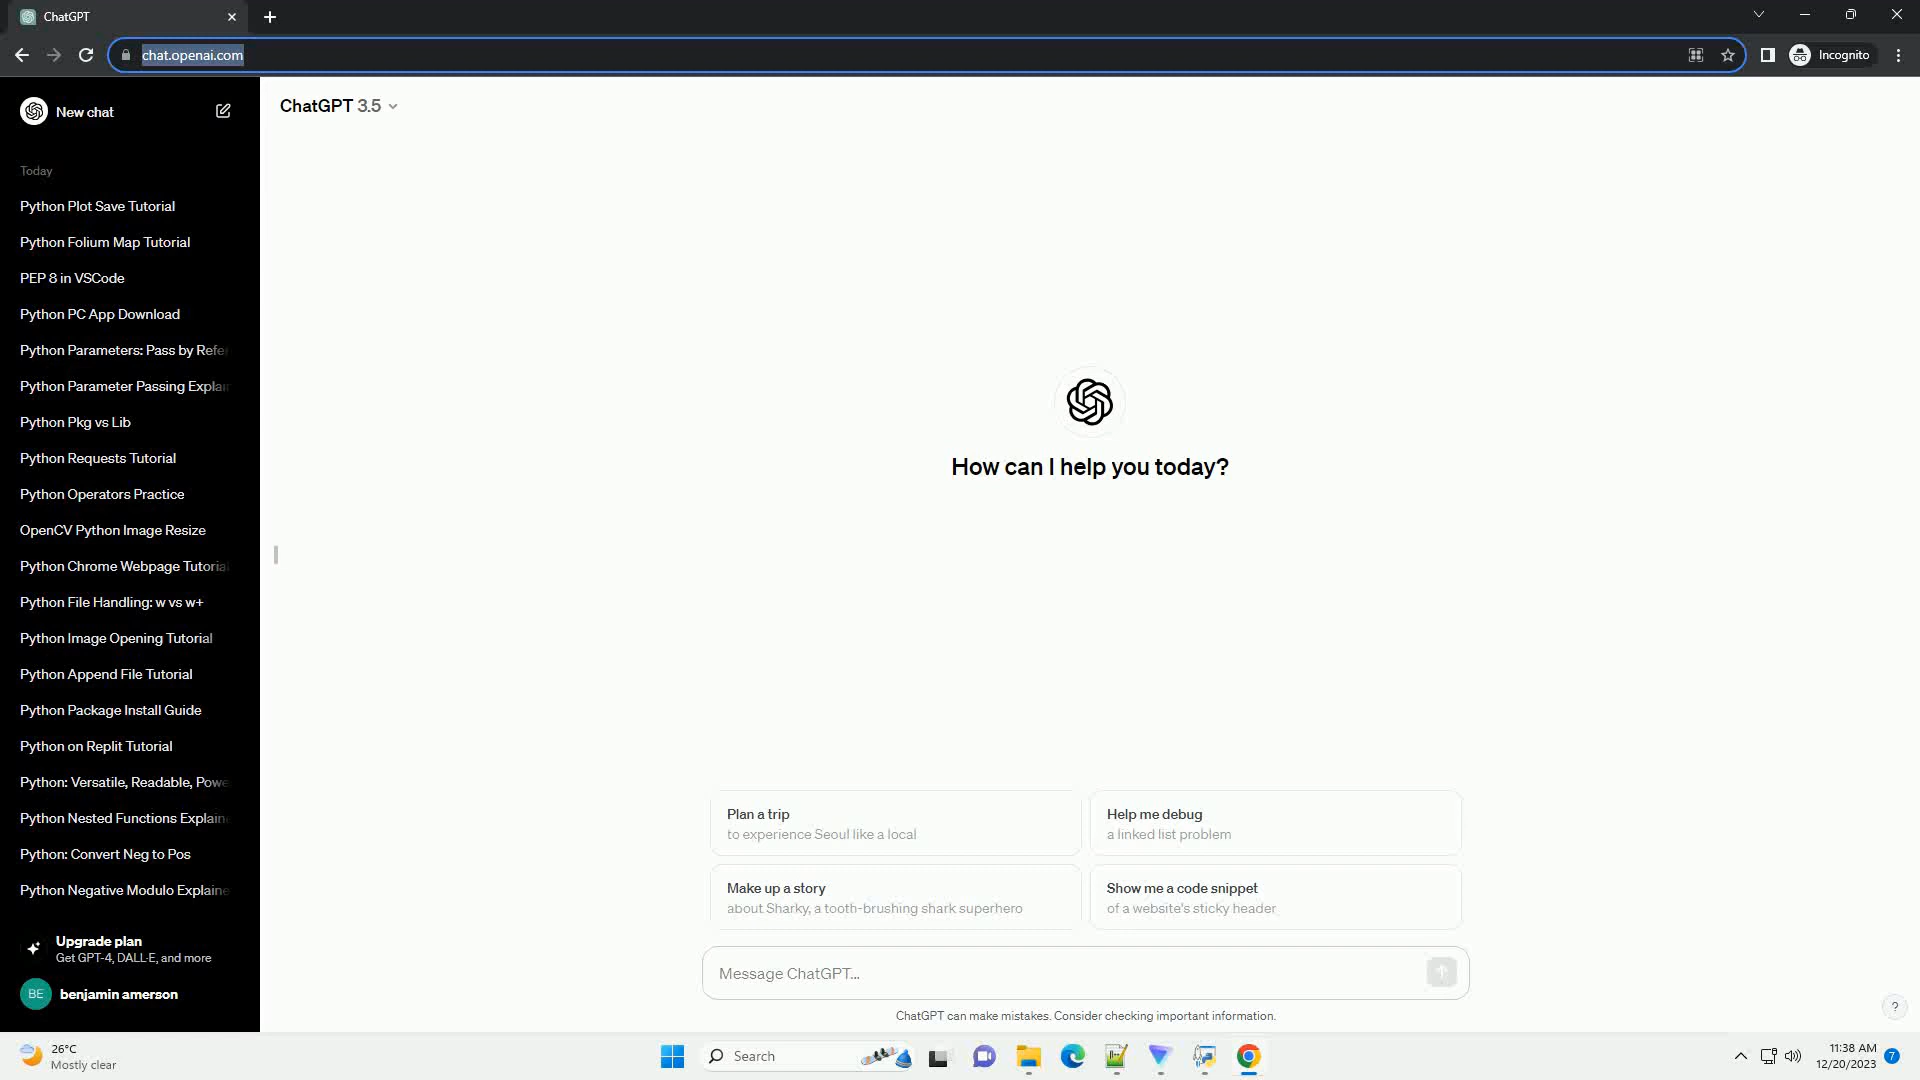 ChatGPT
chat.openai.com
Incognito
New chat
ChatGPT 3.5
Today
Python Plot Save Tutorial
Python Folium Map Tutorial
PEP 8 in VSCode
Python PC App Download
Python Parameters: Pass by Refe
Python Parameter Passing Explain
Python Pkg vs Lib
Python Requests Tutorial
Python Operators Practice
OpenCV Python Image Resize
Python Chrome Webpage Tutorial
Python File Handling: w vs w+
Python Image Opening Tutorial
Python Append File Tutorial
Python Package Install Guide
Python on Replit Tutorial
Python: Versatile, Readable, Powe
Python Nested Functions Explaine
Python: Convert Neg to Pos
Python Negative Modulo Explaine
Upgrade plan
Get GPT-4, DALL·E, and more
BE benjamin amerson
How can I help you today?
Plan a trip
to experience Seoul like a local
Help me debug
a linked list problem
Make up a story
about Sharky, a tooth-brushing shark superhero
Show me a code snippet
of a website's sticky header
Message ChatGPT...
ChatGPT can make mistakes. Consider checking important information.
?
26°C
Mostly clear
Search
11:38 AM
12/20/2023
7